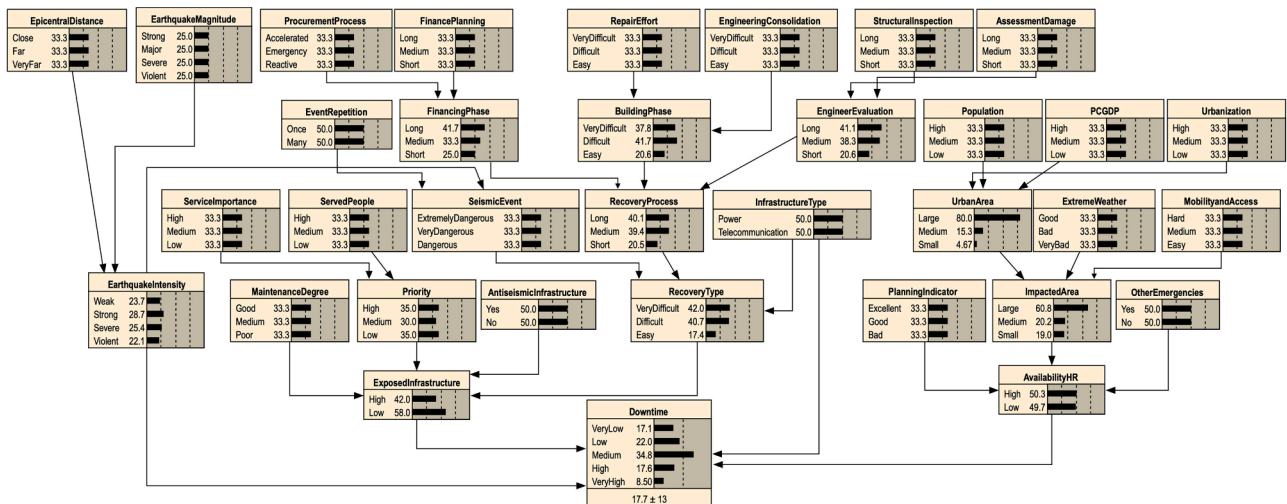 EpicentralDistance
Close 33.3
Far 33.3
VeryFar 33.3
EarthquakeMagnitude
Strong 25.0
Major 25.0
Severe 25.0
Violent 25.0
ProcurementProcess
Accelerated 33.3
Emergency 33.3
Reactive 33.3
FinancePlanning
Long 33.3
Medium 33.3
Short 33.3
RepairEffort
VeryDifficult 33.3
Difficult 33.3
Easy 33.3
EngineeringConsolidation
VeryDifficult 33.3
Difficult 33.3
Easy 33.3
StructuralInspection
Long 33.3
Medium 33.3
Short 33.3
AssessmentDamage
Long 33.3
Medium 33.3
Short 33.3
EventRepetition
Once 50.0
Many 50.0
FinancingPhase
Long 41.7
Medium 33.3
Short 25.0
BuildingPhase
VeryDifficult 37.8
Difficult 41.7
Easy 20.6
EngineerEvaluation
Long 41.1
Medium 38.3
Short 20.6
Population
High 33.3
Medium 33.3
Low 33.3
PCGDP
High 33.3
Medium 33.3
Low 33.3
Urbanization
High 33.3
Medium 33.3
Low 33.3
ServiceImportance
High 33.3
Medium 33.3
Low 33.3
ServedPeople
High 33.3
Medium 33.3
Low 33.3
SeismicEvent
ExtremelyDangerous 33.3
VeryDangerous 33.3
Dangerous 33.3
RecoveryProcess
Long 40.1
Medium 39.4
Short 20.5
InfrastructureType
Power 50.0
Telecommunication 50.0
UrbanArea
Large 80.0
Medium 15.3
Small 4.67
ExtremeWeather
Good 33.3
Bad 33.3
VeryBad 33.3
MobilityandAccess
Hard 33.3
Medium 33.3
Easy 33.3
EarthquakeIntensity
Weak 23.7
Strong 28.7
Severe 25.4
Violent 22.1
MaintenanceDegree
Good 33.3
Medium 33.3
Poor 33.3
Priority
High 35.0
Medium 30.0
Low 35.0
AntiseismicInfrastructure
Yes 50.0
No 50.0
RecoveryType
VeryDifficult 42.0
Difficult 40.7
Easy 17.4
PlanningIndicator
Excellent 33.3
Good 33.3
Bad 33.3
ImpactedArea
Large 60.8
Medium 20.2
Small 19.0
OtherEmergencies
Yes 50.0
No 50.0
ExposedInfrastructure
High 42.0
Low 58.0
AvailabilityHR
High 50.3
Low 49.7
Downtime
VeryLow 17.1
Low 22.0
Medium 34.8
High 17.6
VeryHigh 8.50
17.7 ± 13